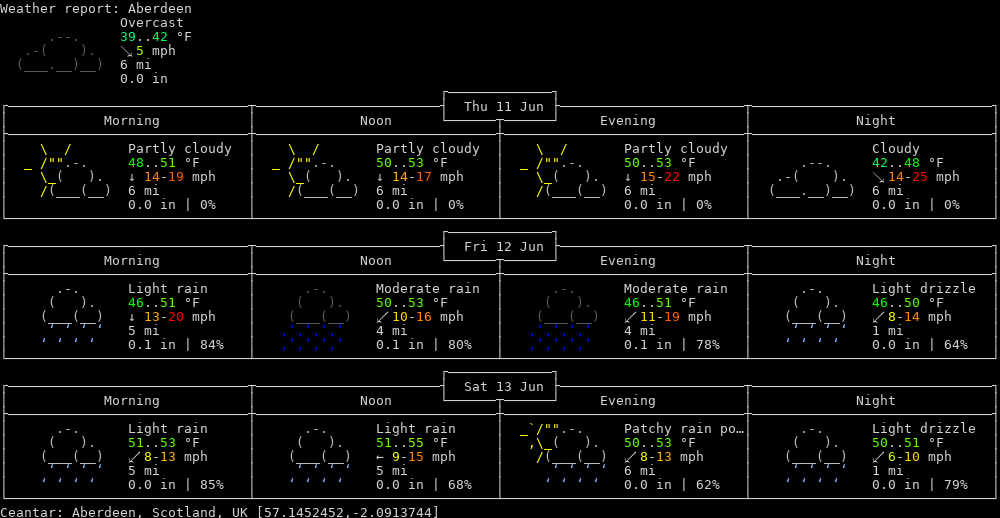 Weather report: Aberdeen
Overcast
39..42 °F
↘ 5 mph
6 mi
0.0 in
Thu 11 Jun
Morning Noon Evening Night
Partly cloudy Partly cloudy Partly cloudy Cloudy
48..51 °F 50..53 °F 50..53 °F 42..48 °F
↓ 14-19 mph ↓ 14-17 mph ↓ 15-22 mph ↘ 14-25 mph
6 mi 6 mi 6 mi 6 mi
0.0 in | 0% 0.0 in | 0% 0.0 in | 0% 0.0 in | 0%
Fri 12 Jun
Morning Noon Evening Night
Light rain Moderate rain Moderate rain Light drizzle
46..51 °F 50..53 °F 46..51 °F 46..50 °F
↓ 13-20 mph ↙ 10-16 mph ↙ 11-19 mph ↙ 8-14 mph
5 mi 4 mi 4 mi 1 mi
0.1 in | 84% 0.1 in | 80% 0.1 in | 78% 0.0 in | 64%
Sat 13 Jun
Morning Noon Evening Night
Light rain Light rain Patchy rain po… Light drizzle
51..53 °F 51..55 °F 50..53 °F 50..51 °F
↙ 8-13 mph ← 9-15 mph ↙ 8-13 mph ↙ 6-10 mph
5 mi 5 mi 6 mi 1 mi
0.0 in | 85% 0.0 in | 68% 0.0 in | 62% 0.0 in | 79%
Ceantar: Aberdeen, Scotland, UK [57.1452452,-2.0913744]